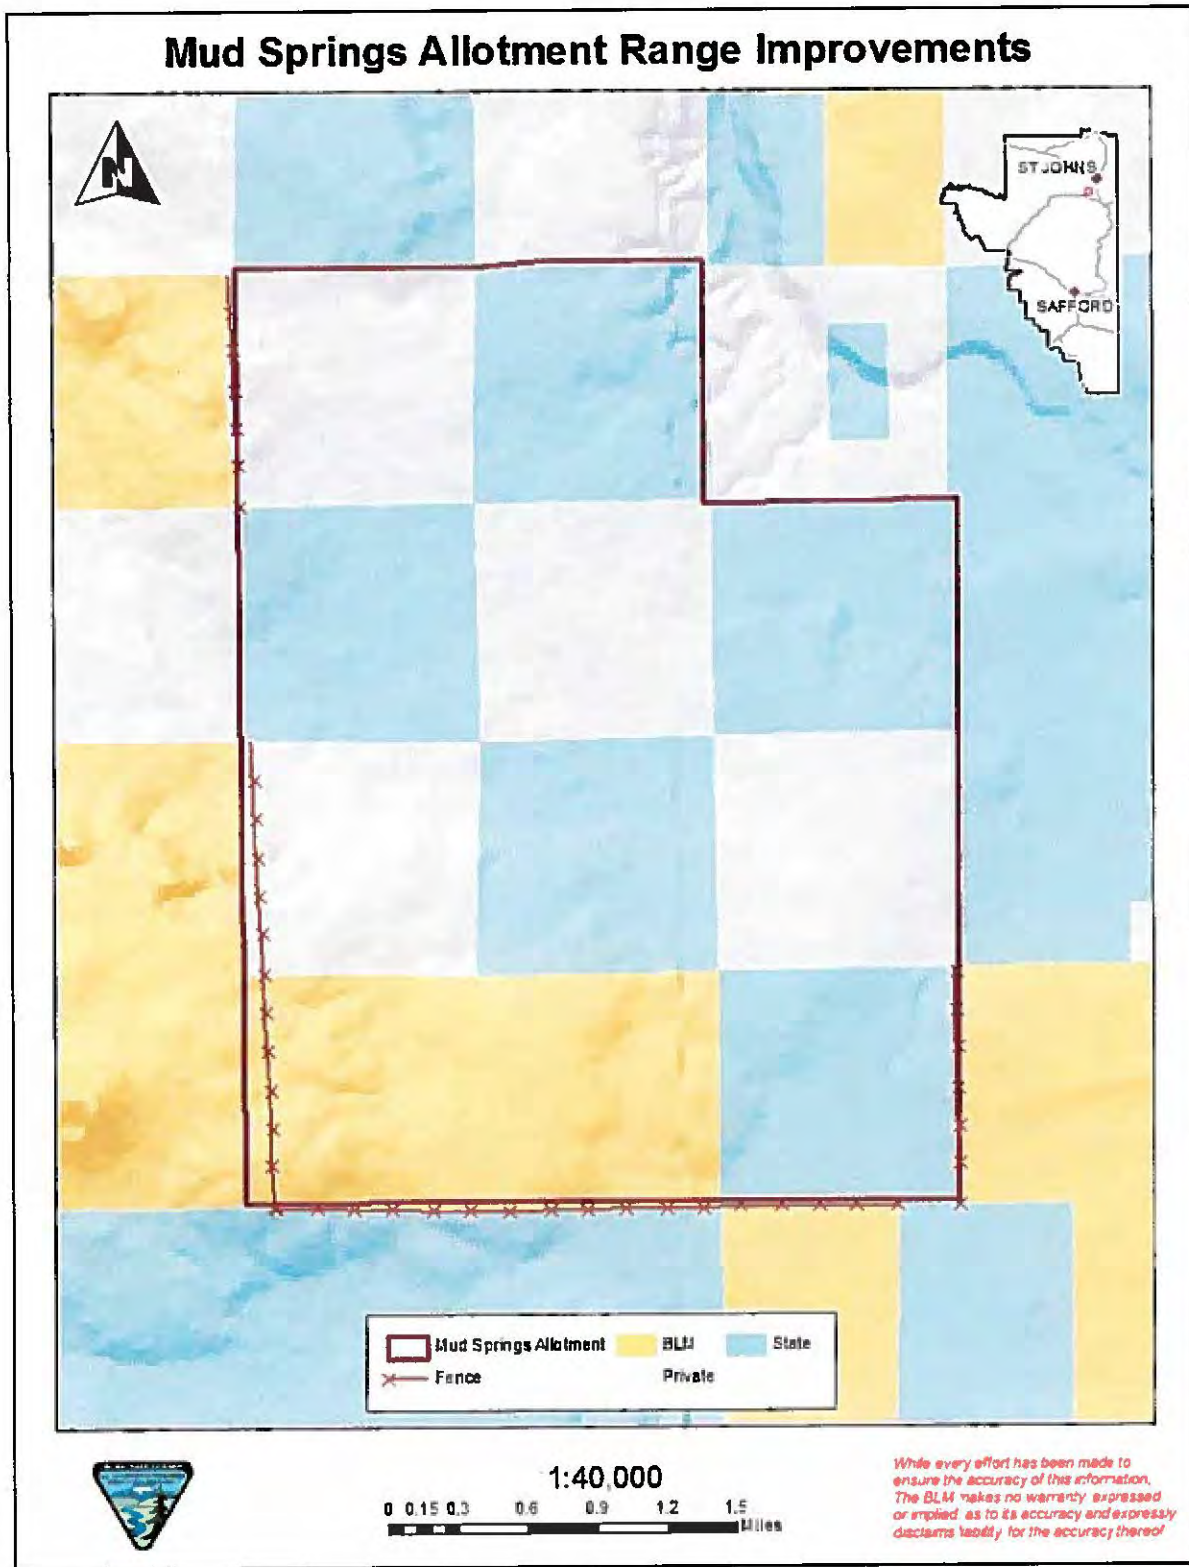 Mud Springs Allotment Range Improvements
N
ST JOHNS
SAFFORD
Mud Springs Allotment
BLM
State
Fence
Private
1:40,000
0 0.15 0.3 0.6 0.9 1.2 1.5
Miles
While every effort has been made to
ensure the accuracy of this information,
The BLM makes no warranty, expressed
or implied, as to its accuracy and expressly
disclaims liability for the accuracy thereof